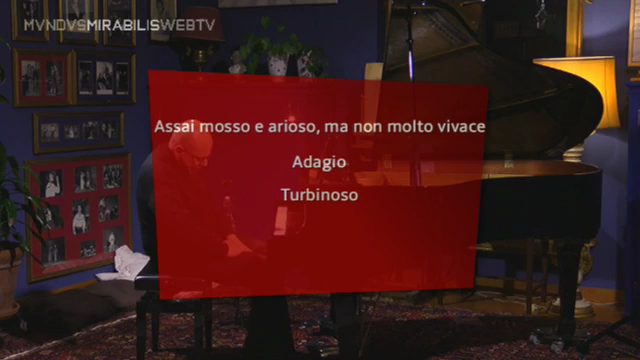 MVNDVSMIRABILISWEBTV
Assai mosso e arioso, ma non molto vivace
Adagio
Turbinoso